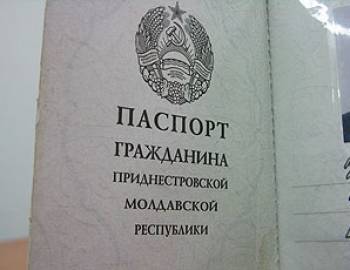 ПАСПОРТ
ГРАЖДАНИНА
ПРИДНЕСТРОВСКОЙ
МОЛДАВСКОЙ
РЕСПУБЛИКИ